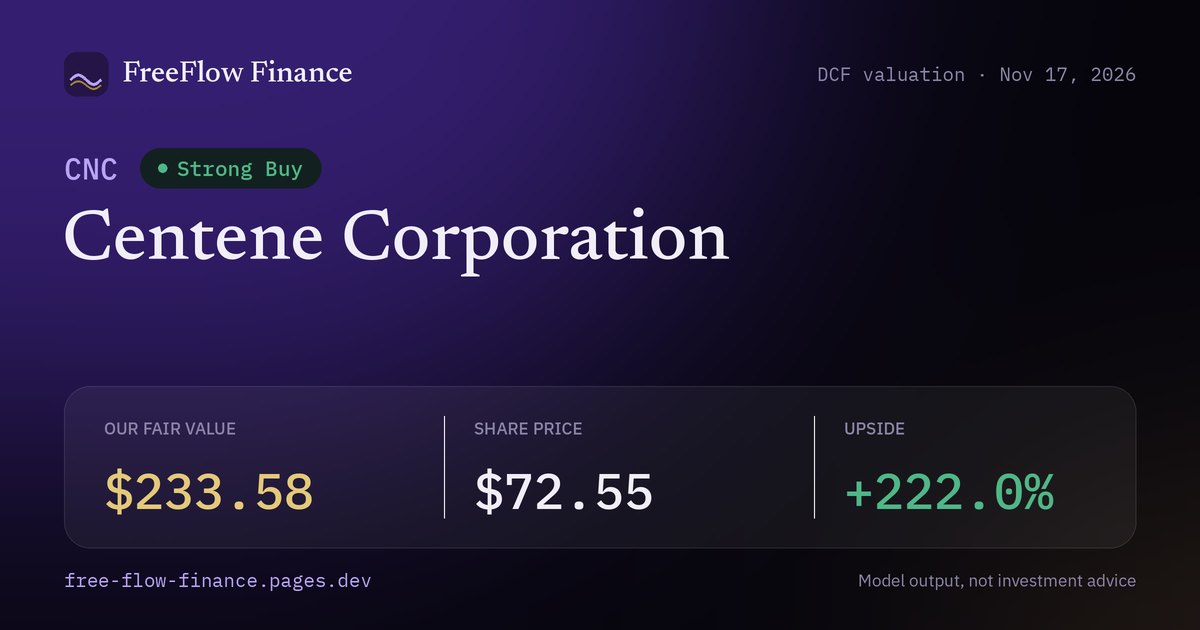 FreeFlow Finance
DCF valuation · Nov 17, 2026
CNC
Strong Buy
Centene Corporation
OUR FAIR VALUE
$233.58
SHARE PRICE
$72.55
UPSIDE
+222.0%
free-flow-finance.pages.dev
Model output, not investment advice